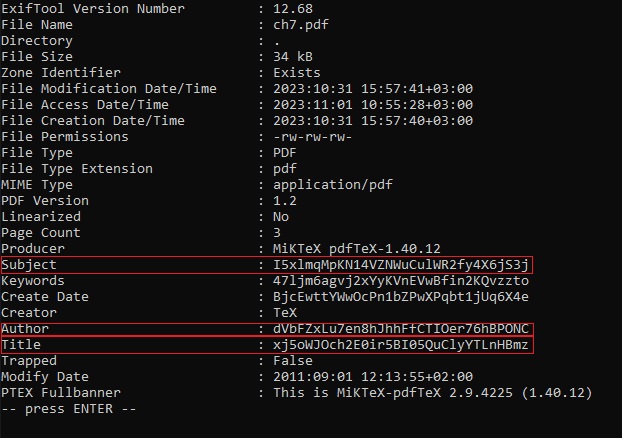 ExifTool Version Number : 12.68
File Name : ch7.pdf
Directory : .
File Size : 34 kB
Zone Identifier : Exists
File Modification Date/Time : 2023:10:31 15:57:41+03:00
File Access Date/Time : 2023:11:01 10:55:28+03:00
File Creation Date/Time : 2023:10:31 15:57:40+03:00
File Permissions : -rw-rw-rw-
File Type : PDF
File Type Extension : pdf
MIME Type : application/pdf
PDF Version : 1.2
Linearized : No
Page Count : 3
Producer : MiKTeX pdfTeX-1.40.12
Subject : I5xlmqMpKN14VZNWuCulWR2fy4X6jS3j
Keywords : 47ljm6agvj2xYyKVnEVwBfin2KQvzzto
Create Date : BjcEwttYWwOcPn1bZPwXPqbt1jUq6X4e
Creator : TeX
Author : dVbFZxLu7en8hJhhFfCTIOer76hBPONC
Title : xj5oWJOch2E0ir5BI05QuClyYTLnHBmz
Trapped : False
Modify Date : 2011:09:01 12:13:55+02:00
PTEX Fullbanner : This is MiKTeX-pdfTeX 2.9.4225 (1.40.12)
-- press ENTER --